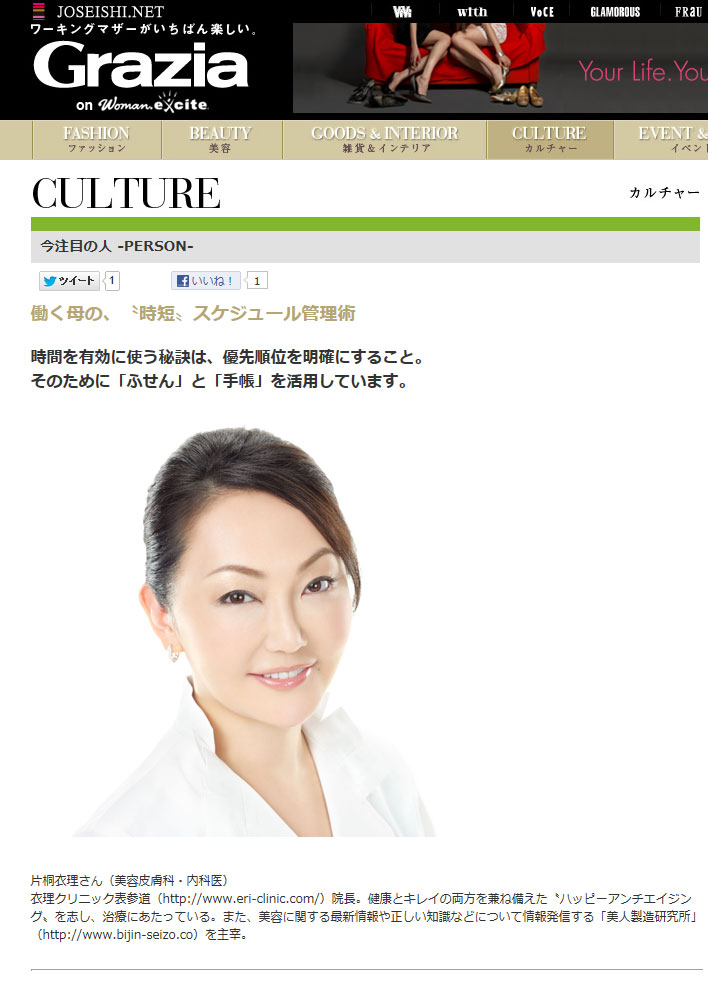 JOSEISHI.NET
ViVi with VoCE GLAMOROUS FRaU
ワーキングマザーがいちばん楽しい。
Grazia
on Woman.excite
Your Life.You
FASHION BEAUTY GOODS & INTERIOR CULTURE EVENT &
ファッション 美容 雑貨＆インテリア カルチャー イベント
CULTURE カルチャー
今注目の人 -PERSON-
ツイート 1 いいね！ 1
働く母の、〝時短〟スケジュール管理術
時間を有効に使う秘訣は、優先順位を明確にすること。
そのために「ふせん」と「手帳」を活用しています。
片桐衣理さん（美容皮膚科・内科医）
衣理クリニック表参道（http://www.eri-clinic.com/）院長。健康とキレイの両方を兼ね備えた〝ハッピーアンチエイジン
グ〟を志し、治療にあたっている。また、美容に関する最新情報や正しい知識などについて情報発信する「美人製造研究所」
（http://www.bijin-seizo.co）を主宰。